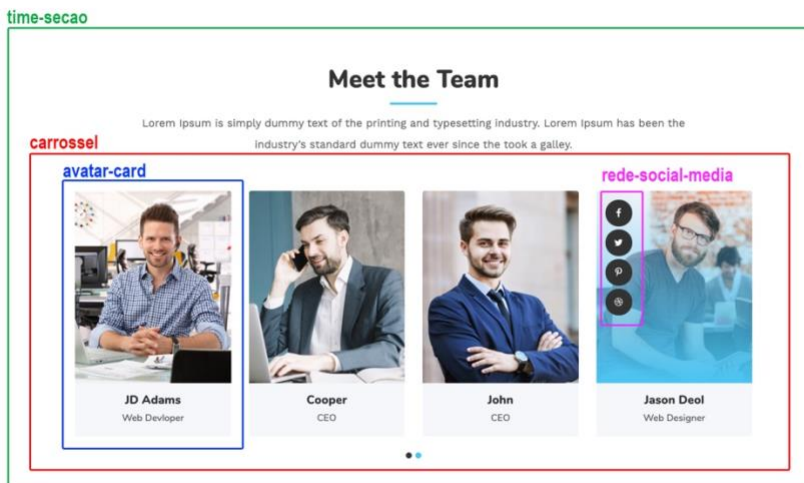 time-secao
Meet the Team
Lorem Ipsum is simply dummy text of the printing and typesetting industry. Lorem Ipsum has been the
carrossel
industry's standard dummy text ever since the took a galley.
avatar-card
rede-social-media
JD Adams
Cooper
John
Jason Deol
Web Devloper
CEO
CEO
Web Designer